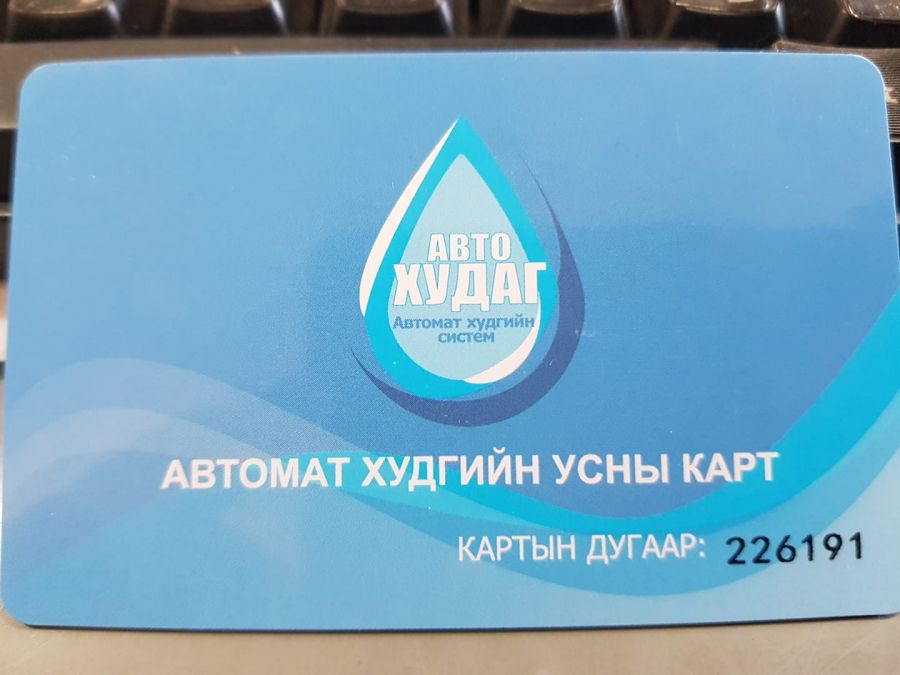 АВТО
ХУДАГ
Автомат худгийн
систем
АВТОМАТ ХУДГИЙН УСНЫ КАРТ
КАРТЫН ДУГААР: 226191